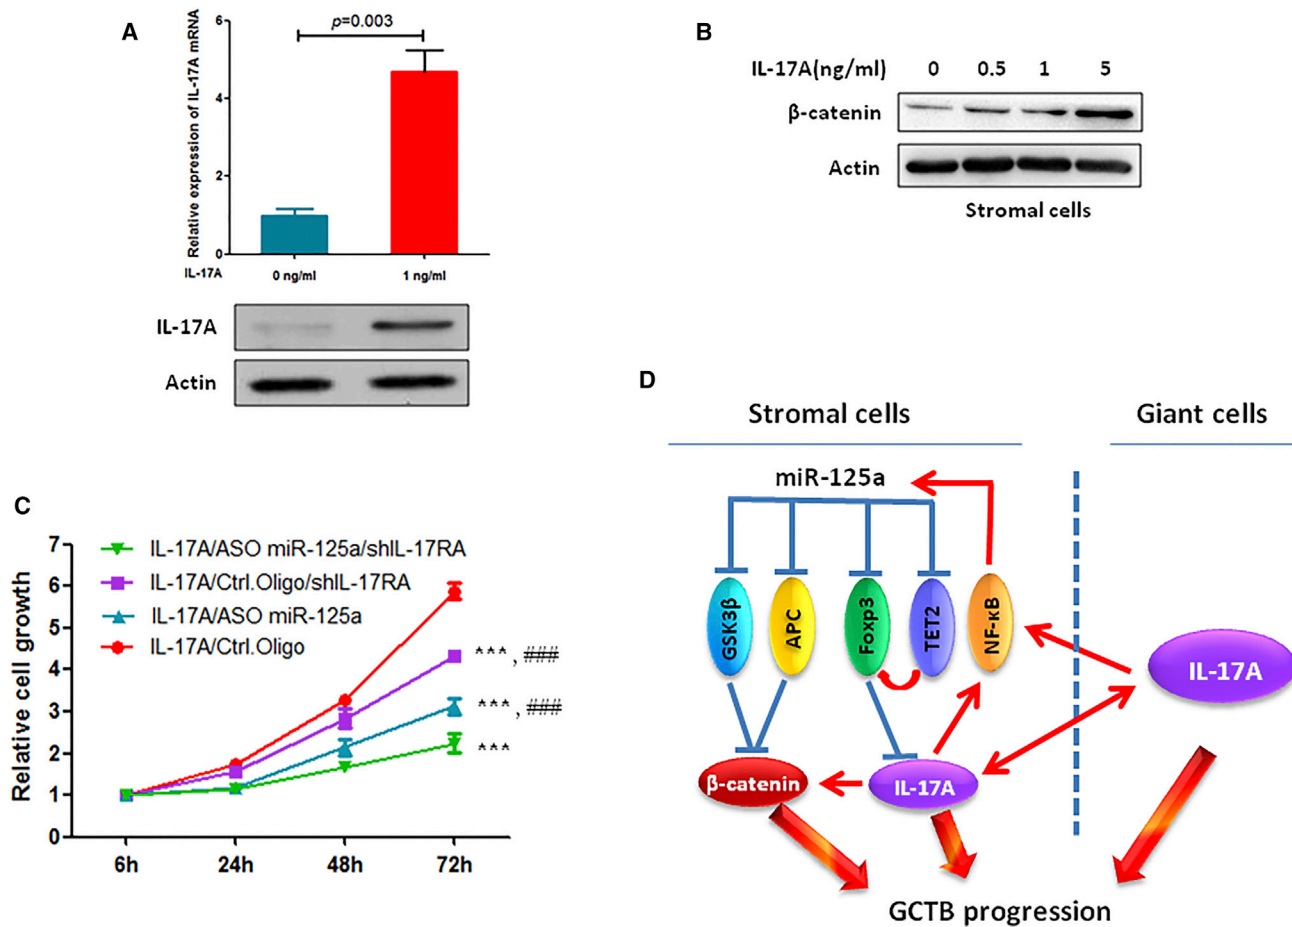 A
Relative expression of IL-17A mRNA
6
4
2
0
p=0.003
IL-17A
0 ng/ml
1 ng/ml
IL-17A
Actin
B
IL-17A(ng/ml) 0 0.5 1 5
β-catenin
Actin
Stromal cells
C
Relative cell growth
7
6
5
4
3
2
1
0
IL-17A/ASO miR-125a/shIL-17RA
IL-17A/Ctrl.Oligo/shIL-17RA
IL-17A/ASO miR-125a
IL-17A/Ctrl.Oligo
***, ###
***, ###
***
6h 24h 48h 72h
D
Stromal cells
Giant cells
miR-125a
GSK3β
APC
Foxp3
TET2
NF-κB
IL-17A
β-catenin
IL-17A
GCTB progression